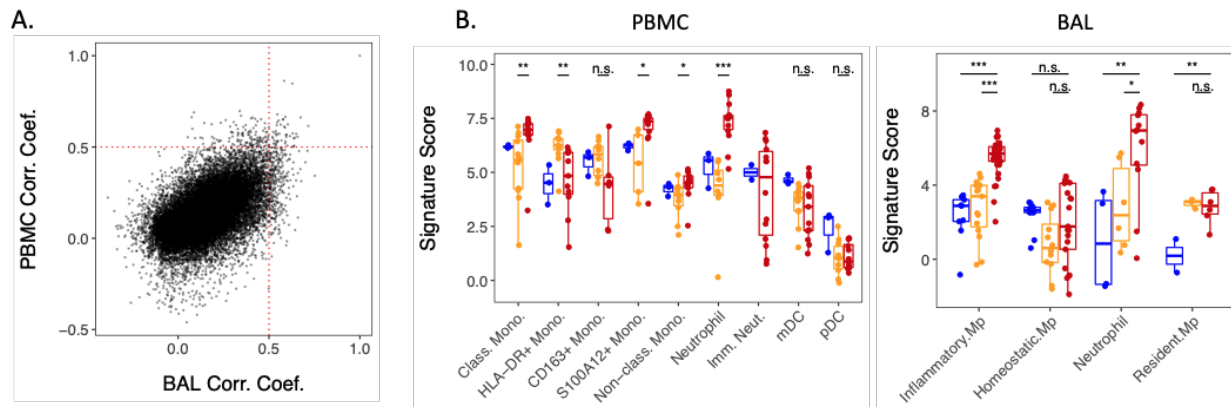 A.
PBMC Corr. Coef.
1.0
0.5
0.0
−0.5
0.0
0.5
1.0
BAL Corr. Coef.
B.
PBMC
Signature Score
10.0
7.5
5.0
2.5
0.0
** ** n.s. * * *** n.s. n.s.
Class. Mono.
HLA−DR+ Mono.
CD163+ Mono.
S100A12+ Mono.
Non−class. Mono.
Neutrophil
Imm. Neut.
mDC
pDC
BAL
Signature Score
8
4
0
*** n.s. ** **
*** n.s. * n.s.
Inflammatory.Mp
Homeostatic.Mp
Neutrophil
Resident.Mp